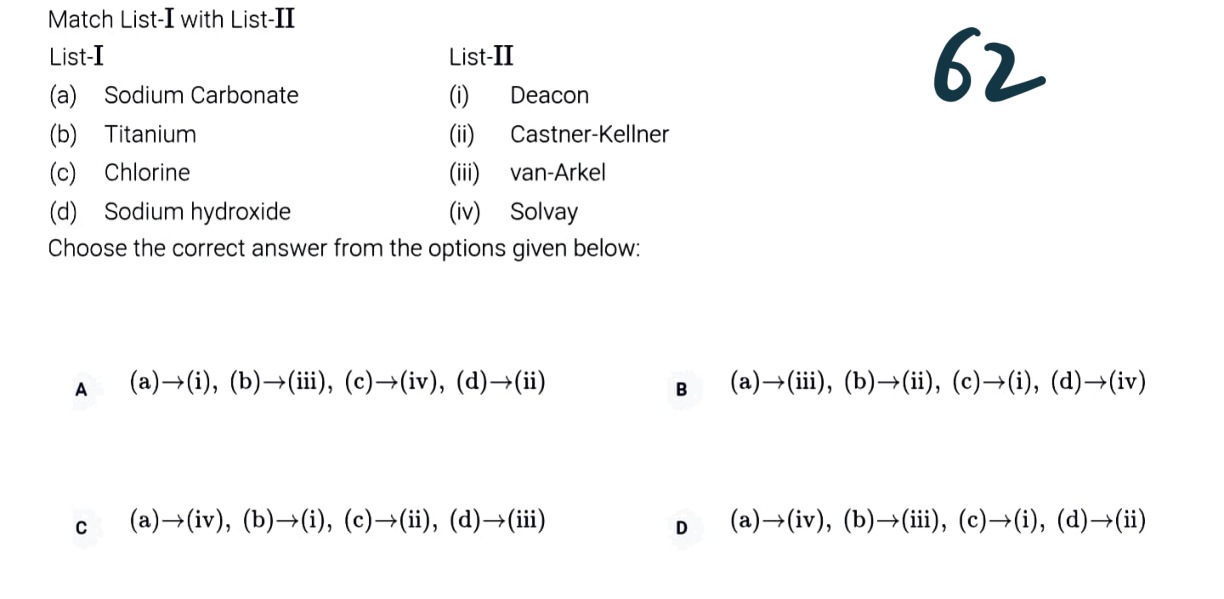 Match List-I with List-II
62
List-I List-II
(a) Sodium Carbonate (i) Deacon
(b) Titanium (ii) Castner-Kellner
(c) Chlorine (iii) van-Arkel
(d) Sodium hydroxide (iv) Solvay
Choose the correct answer from the options given below:
A (a)→(i), (b)→(iii), (c)→(iv), (d)→(ii)
B (a)→(iii), (b)→(ii), (c)→(i), (d)→(iv)
C (a)→(iv), (b)→(i), (c)→(ii), (d)→(iii)
D (a)→(iv), (b)→(iii), (c)→(i), (d)→(ii)